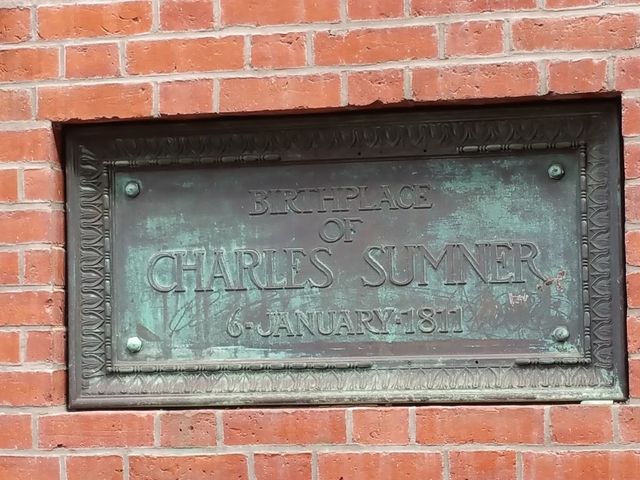 BIRTHPLACE
OF
CHARLES SUMNER
6·JANUARY·1811